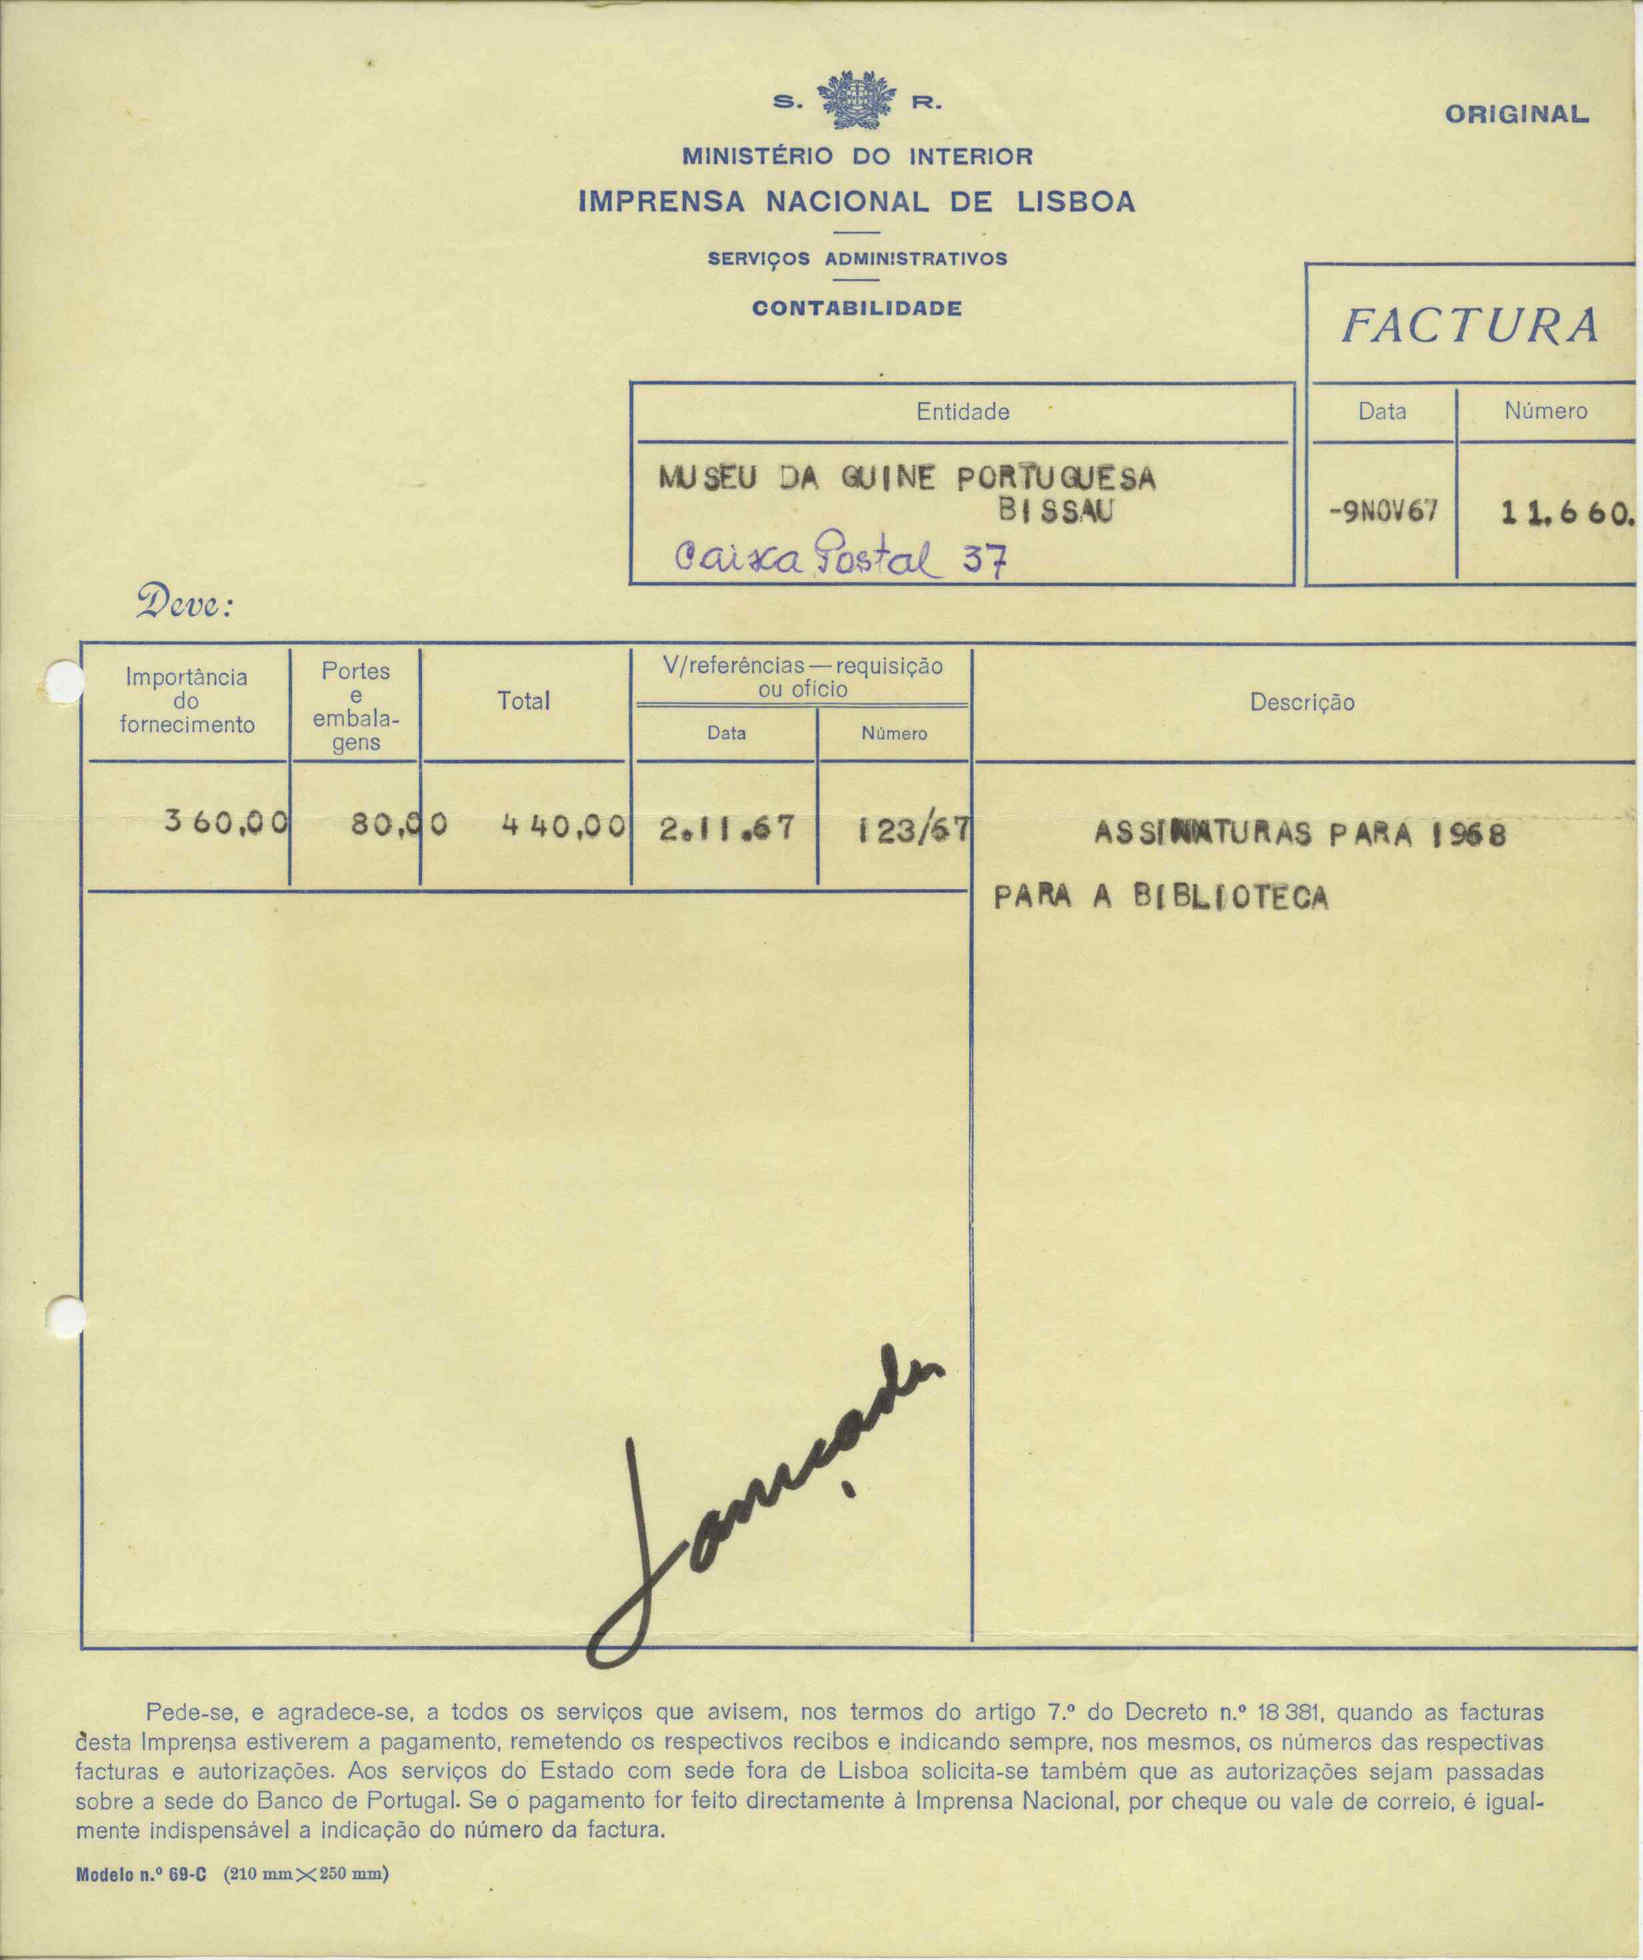 S. R.
ORIGINAL
MINISTÉRIO DO INTERIOR
IMPRENSA NACIONAL DE LISBOA
SERVIÇOS ADMINISTRATIVOS
CONTABILIDADE
FACTURA
Entidade
Data
Número
MUSEU DA GUINE PORTUGUESA
BISSAU
-9NOV67
11.660.
Caixa Postal 37
Deve:
Importância
do
fornecimento
Portes
e
embala-
gens
Total
V/referências—requisição
ou ofício
Data
Número
Descrição
360,00
80,00
440,00
2.11.67
123/67
ASSINATURAS PARA 1968
PARA A BIBLIOTECA
Lançado
Pede-se, e agradece-se, a todos os serviços que avisem, nos termos do artigo 7.º do Decreto n.º 18 381, quando as facturas
desta Imprensa estiverem a pagamento, remetendo os respectivos recibos e indicando sempre, nos mesmos, os números das respectivas
facturas e autorizações. Aos serviços do Estado com sede fora de Lisboa solicita-se também que as autorizações sejam passadas
sobre a sede do Banco de Portugal. Se o pagamento for feito directamente à Imprensa Nacional, por cheque ou vale de correio, é igual-
mente indispensável a indicação do número da factura.
Modelo n.º 69-C (210 mm×250 mm)